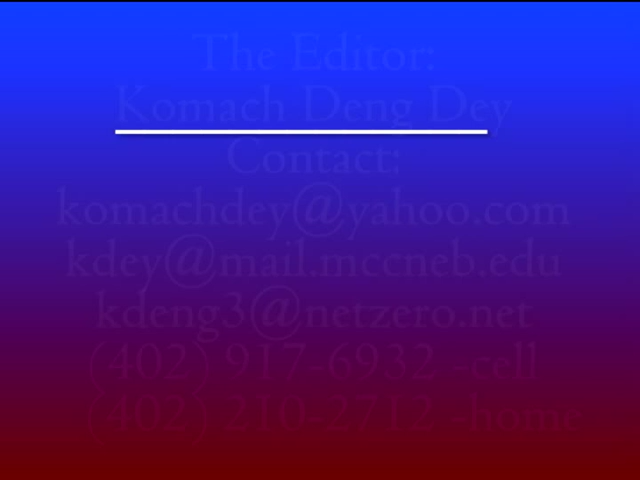 The Editor:
Komach Deng Dey
Contact:
komachdey@yahoo.com
kdey@mail.mccneb.edu
kdeng3@netzero.net
(402) 917-6932 -cell
(402) 210-2712 -home